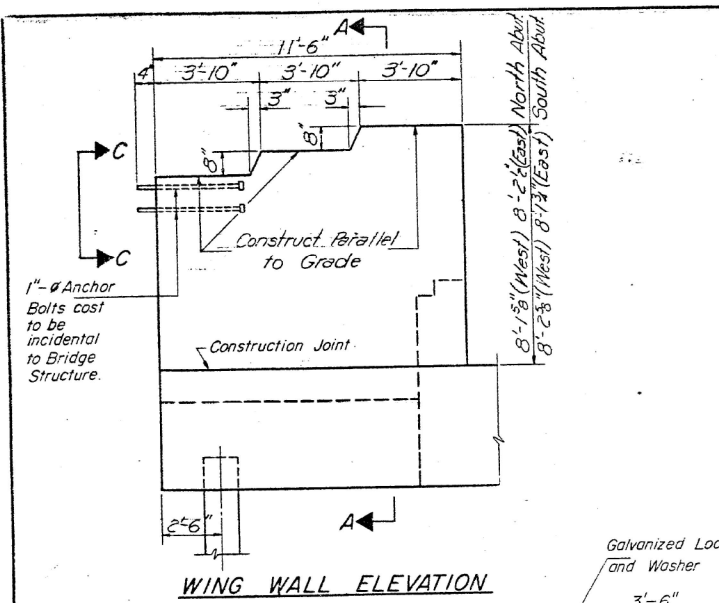 A
11'-6"
4"
3'-10"
3'-10"
3'-10"
3"
3"
8"
8"
C
C
Construct Parallel
to Grade
1"-ø Anchor
Bolts cost
to be
incidental
to Bridge
Structure.
Construction Joint
8'-1⅝"(West) 8'-2½"(East) North Abut.
8'-2⅝"(West) 8'-1¾"(East) South Abut.
2'-6"
A
WING WALL ELEVATION
Galvanized Loc
and Washer
3'-6"